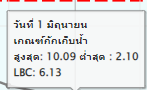 วันที่ 1 มิถุนายน
เกณฑ์กักเก็บน้ำ
สูงสุด: 10.09 ต่ำสุด : 2.10
LBC: 6.13